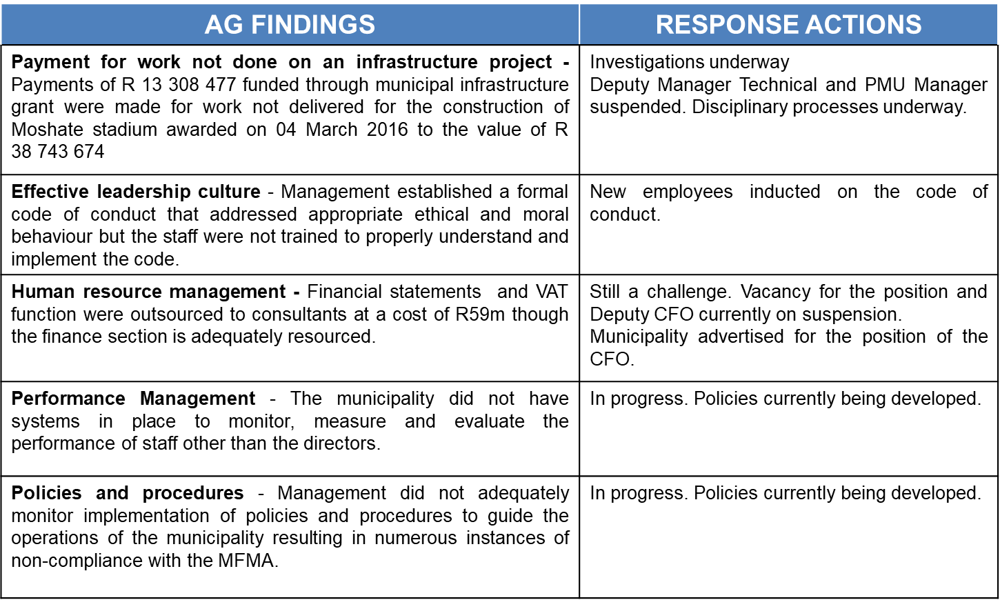 AG FINDINGS
RESPONSE ACTIONS
Payment for work not done on an infrastructure project -
Payments of R 13 308 477 funded through municipal infrastructure
grant were made for work not delivered for the construction of
Moshate stadium awarded on 04 March 2016 to the value of R
38 743 674
Investigations underway
Deputy Manager Technical and PMU Manager
suspended. Disciplinary processes underway.
Effective leadership culture - Management established a formal
code of conduct that addressed appropriate ethical and moral
behaviour but the staff were not trained to properly understand and
implement the code.
New employees inducted on the code of
conduct.
Human resource management - Financial statements and VAT
function were outsourced to consultants at a cost of R59m though
the finance section is adequately resourced.
Still a challenge. Vacancy for the position and
Deputy CFO currently on suspension.
Municipality advertised for the position of the
CFO.
Performance Management - The municipality did not have
systems in place to monitor, measure and evaluate the
performance of staff other than the directors.
In progress. Policies currently being developed.
Policies and procedures - Management did not adequately
monitor implementation of policies and procedures to guide the
operations of the municipality resulting in numerous instances of
non-compliance with the MFMA.
In progress. Policies currently being developed.